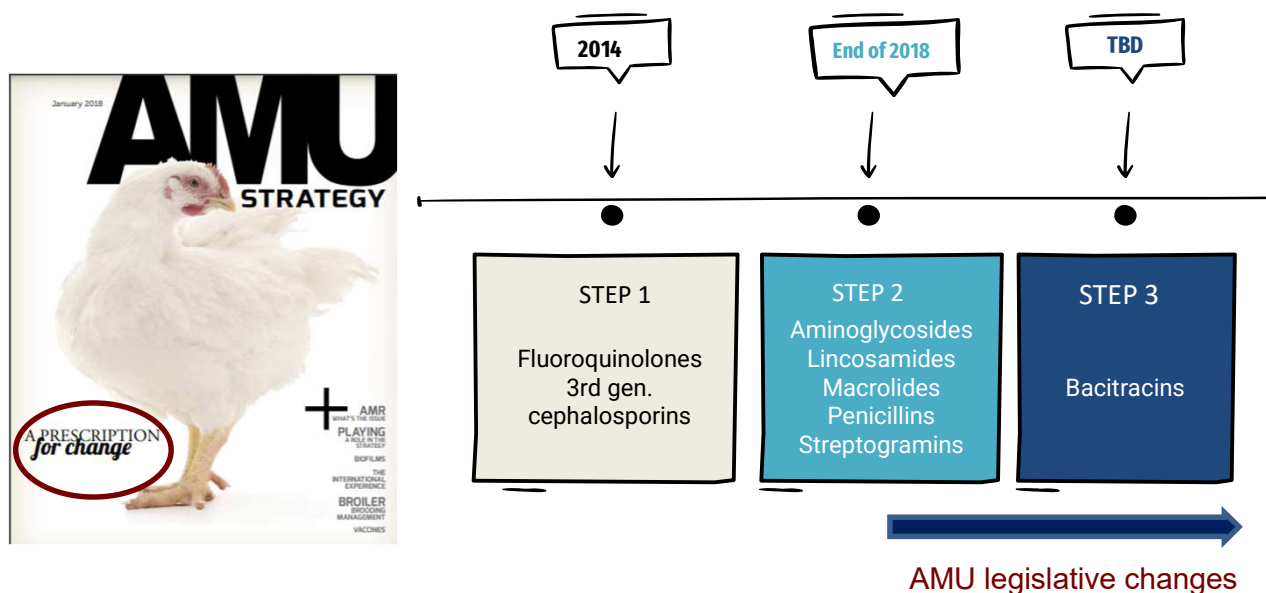 January 2018
AMU
STRATEGY
A PRESCRIPTION
for change
AMR
WHAT'S THE ISSUE
PLAYING
A ROLE IN THE
STRATEGY
BIOFILMS
THE
INTERNATIONAL
EXPERIENCE
BROILER
BROODING
MANAGEMENT
VACCINES
2014
End of 2018
TBD
STEP 1
Fluoroquinolones
3rd gen.
cephalosporins
STEP 2
Aminoglycosides
Lincosamides
Macrolides
Penicillins
Streptogramins
STEP 3
Bacitracins
AMU legislative changes